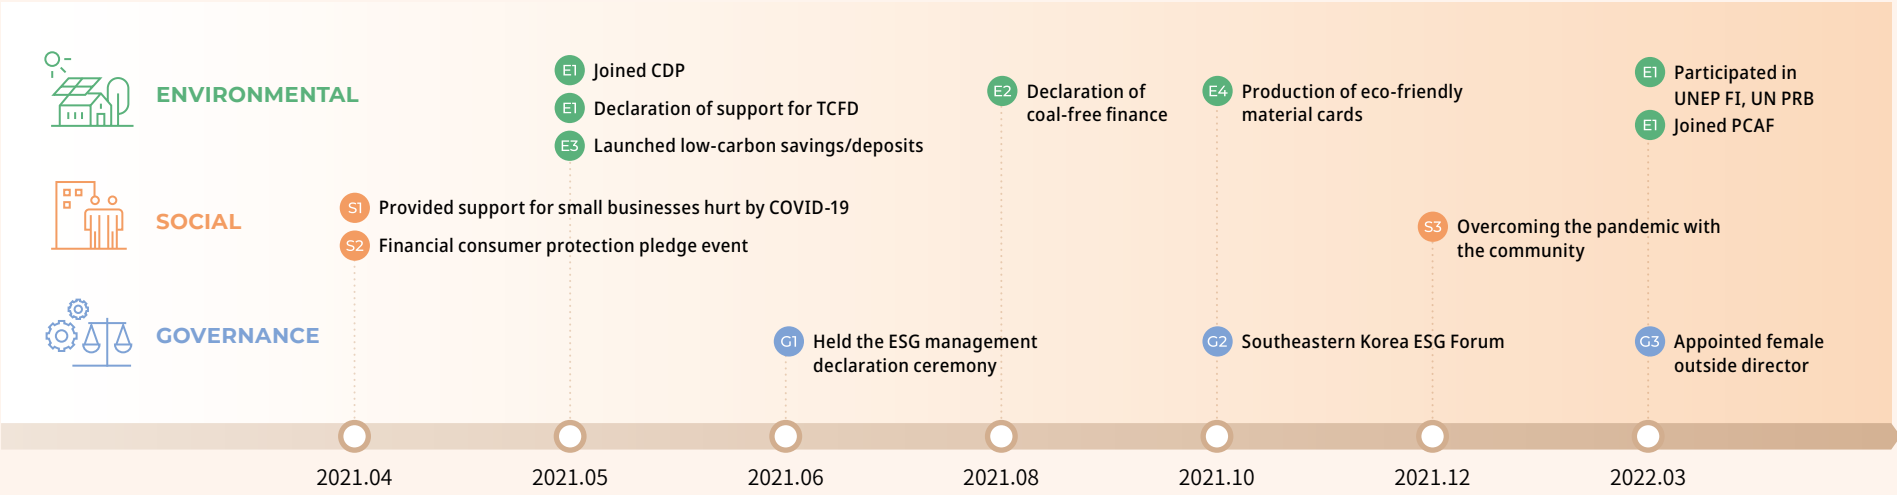 ENVIRONMENTAL
E1 Joined CDP
E1 Declaration of support for TCFD
E3 Launched low-carbon savings/deposits
E2 Declaration of
coal-free finance
E4 Production of eco-friendly
material cards
E1 Participated in
UNEP FI, UN PRB
E1 Joined PCAF
SOCIAL
S1 Provided support for small businesses hurt by COVID-19
S2 Financial consumer protection pledge event
S3 Overcoming the pandemic with
the community
GOVERNANCE
G1 Held the ESG management
declaration ceremony
G2 Southeastern Korea ESG Forum
G3 Appointed female
outside director
2021.04
2021.05
2021.06
2021.08
2021.10
2021.12
2022.03